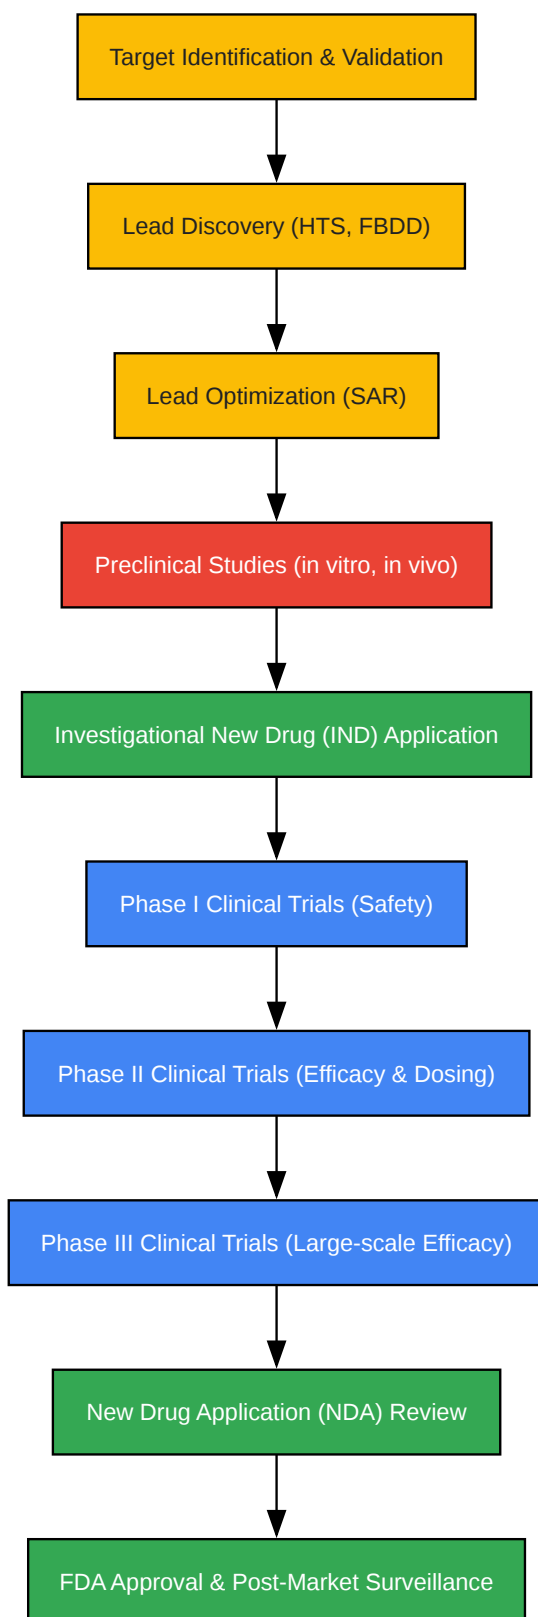 Target Identification & Validation
Lead Discovery (HTS, FBDD)
Lead Optimization (SAR)
Preclinical Studies (in vitro, in vivo)
Investigational New Drug (IND) Application
Phase I Clinical Trials (Safety)
Phase II Clinical Trials (Efficacy & Dosing)
Phase III Clinical Trials (Large-scale Efficacy)
New Drug Application (NDA) Review
FDA Approval & Post-Market Surveillance